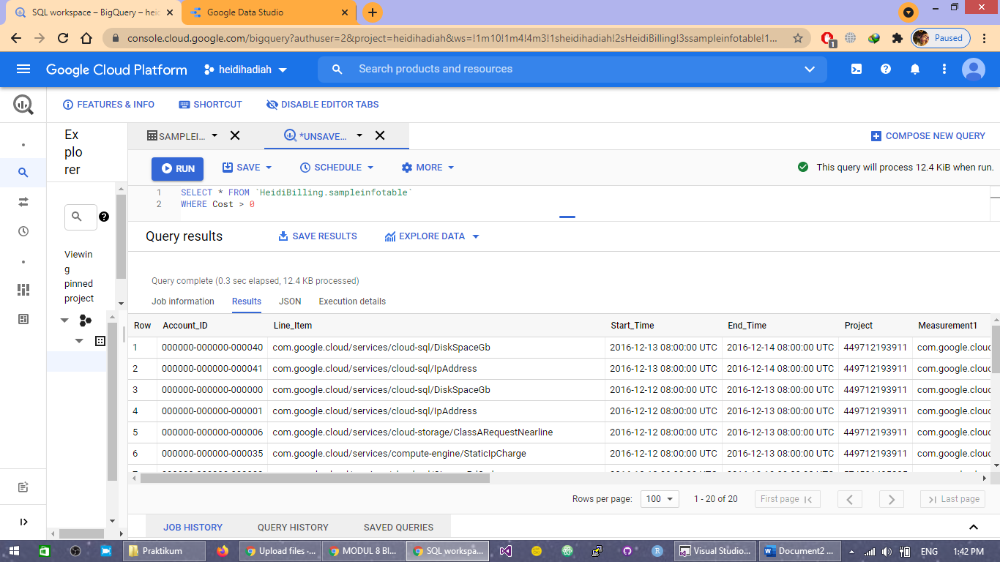 SQL workspace – BigQuery – hei
Google Data Studio
console.cloud.google.com/bigquery?authuser=2&project=heidihadiah&ws=!1m10!1m4!4m3!1sheidihadiah!2sHeidiBilling!3ssampleinfotable!1...
1
Paused
Google Cloud Platform
heidihadiah
Search products and resources
FEATURES & INFO
SHORTCUT
DISABLE EDITOR TABS
Ex
plo
rer
SAMPLEI...
*UNSAVE...
COMPOSE NEW QUERY
RUN
SAVE
SCHEDULE
MORE
This query will process 12.4 KiB when run.
1 SELECT * FROM `HeidiBilling.sampleinfotable`
2 WHERE Cost > 0
Viewin
g
pinned
project
Query results
SAVE RESULTS
EXPLORE DATA
Query complete (0.3 sec elapsed, 12.4 KB processed)
Job information Results JSON Execution details
Row Account_ID Line_Item Start_Time End_Time Project Measurement1
1 000000-000000-000040 com.google.cloud/services/cloud-sql/DiskSpaceGb 2016-12-13 08:00:00 UTC 2016-12-14 08:00:00 UTC 449712193911 com.google.cloud
2 000000-000000-000041 com.google.cloud/services/cloud-sql/IpAddress 2016-12-13 08:00:00 UTC 2016-12-14 08:00:00 UTC 449712193911 com.google.cloud
3 000000-000000-000000 com.google.cloud/services/cloud-sql/DiskSpaceGb 2016-12-12 08:00:00 UTC 2016-12-13 08:00:00 UTC 449712193911 com.google.cloud
4 000000-000000-000001 com.google.cloud/services/cloud-sql/IpAddress 2016-12-12 08:00:00 UTC 2016-12-13 08:00:00 UTC 449712193911 com.google.cloud
5 000000-000000-000006 com.google.cloud/services/cloud-storage/ClassARequestNearline 2016-12-12 08:00:00 UTC 2016-12-13 08:00:00 UTC 449712193911 com.google.cloud
6 000000-000000-000035 com.google.cloud/services/compute-engine/StaticIpCharge 2016-12-12 08:00:00 UTC 2016-12-13 08:00:00 UTC 449712193911 com.google.cloud
Rows per page: 100 1 - 20 of 20 First page Last page
JOB HISTORY QUERY HISTORY SAVED QUERIES
Praktikum
Upload files ·...
MODUL 8 BI...
SQL workspa...
Visual Studio...
Document2 ...
ENG
1:42 PM